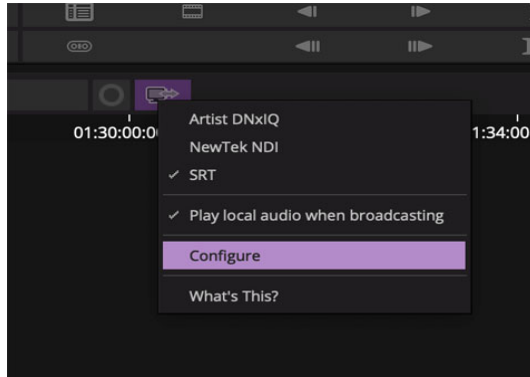 01:30:00:0
1:34:00
Artist DNxIQ
NewTek NDI
SRT
Play local audio when broadcasting
Configure
What's This?